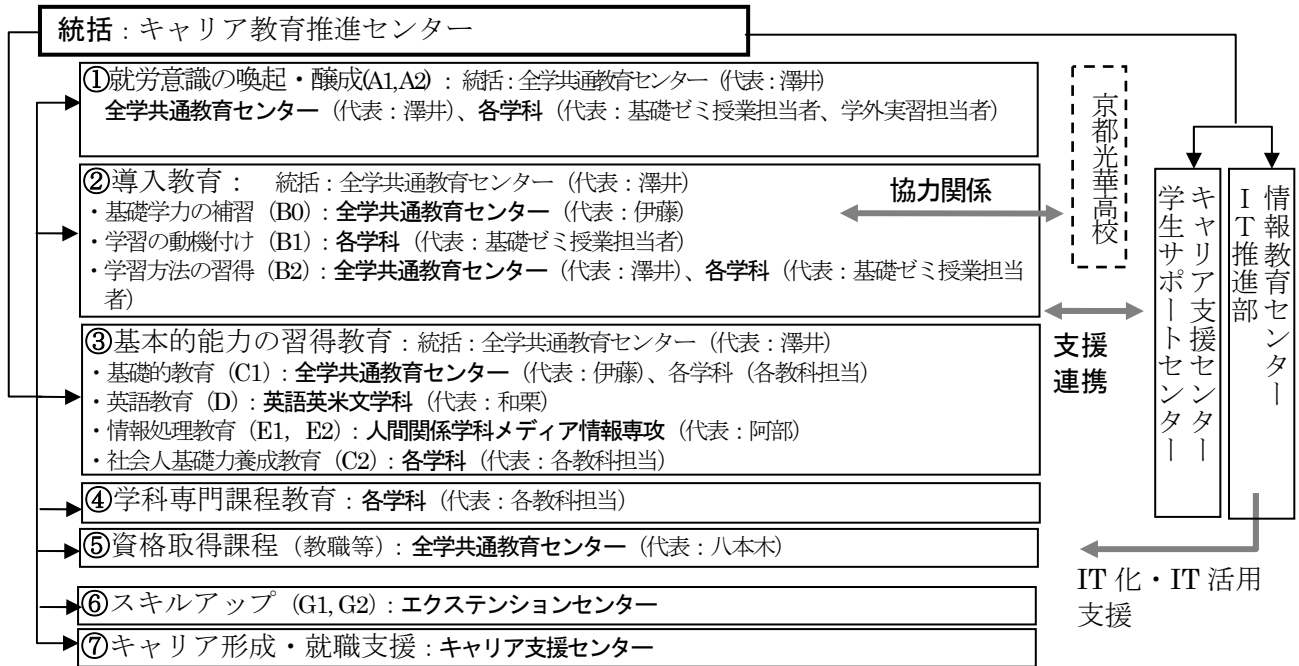 統括：キャリア教育推進センター
①就労意識の喚起・醸成(A1,A2)：統括：全学共通教育センター（代表：澤井）
全学共通教育センター（代表：澤井）、各学科（代表：基礎ゼミ授業担当者、学外実習担当者）
②導入教育：　統括：全学共通教育センター（代表：澤井）
・基礎学力の補習（B0）：全学共通教育センター（代表：伊藤）
・学習の動機付け（B1）：各学科（代表：基礎ゼミ授業担当者）
・学習方法の習得（B2）：全学共通教育センター（代表：澤井）、各学科（代表：基礎ゼミ授業担当
者）
③基本的能力の習得教育：統括：全学共通教育センター（代表：澤井）
・基礎的教育（C1）：全学共通教育センター（代表：伊藤）、各学科（各教科担当）
・英語教育（D）：英語英米文学科（代表：和栗）
・情報処理教育（E1，E2）：人間関係学科メディア情報専攻（代表：阿部）
・社会人基礎力養成教育（C2）：各学科（代表：各教科担当）
④学科専門課程教育：各学科（代表：各教科担当）
⑤資格取得課程（教職等）：全学共通教育センター（代表：八本木）
⑥スキルアップ（G1, G2）：エクステンションセンター
⑦キャリア形成・就職支援：キャリア支援センター
協力関係
京都光華高校
支援
連携
情報教育センター
IT推進部
キャリア支援センター
学生サポートセンター
IT 化・IT 活用
支援